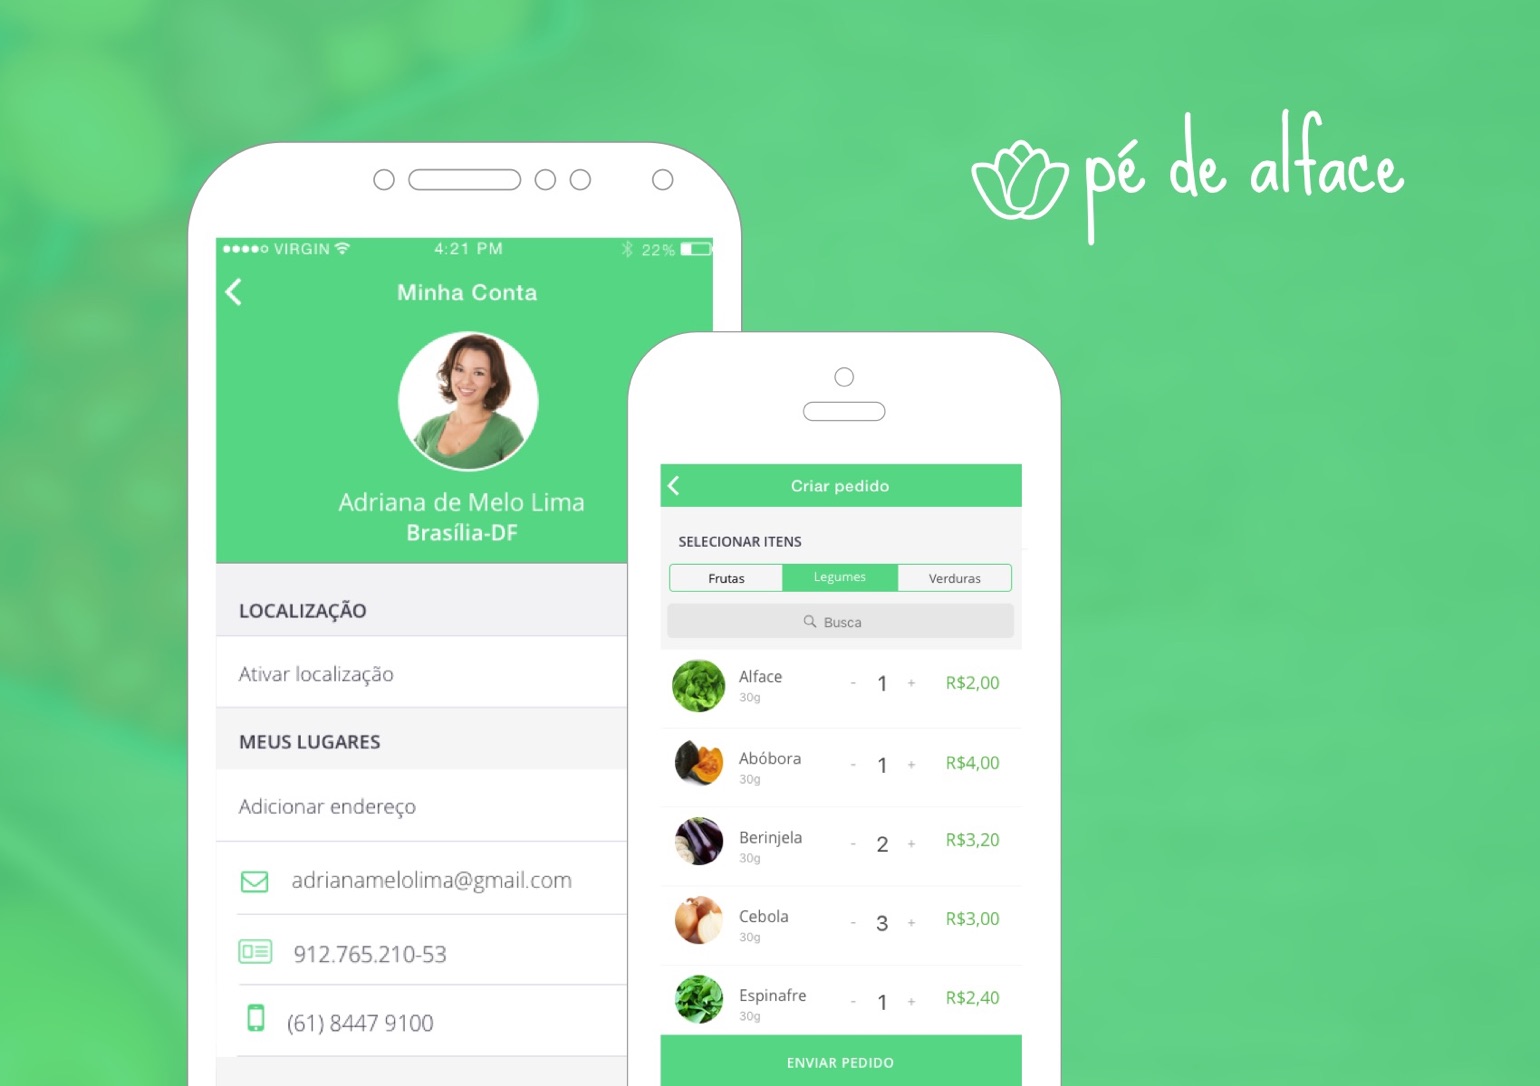 pé de alface
VIRGIN 4:21 PM 22%
Minha Conta
Adriana de Melo Lima
Brasília-DF
LOCALIZAÇÃO
Ativar localização
MEUS LUGARES
Adicionar endereço
adrianamelolima@gmail.com
912.765.210-53
(61) 8447 9100
Criar pedido
SELECIONAR ITENS
Frutas Legumes Verduras
Busca
Alface - 1 + R$2,00
30g
Abóbora - 1 + R$4,00
30g
Berinjela - 2 + R$3,20
30g
Cebola - 3 + R$3,00
30g
Espinafre - 1 + R$2,40
30g
ENVIAR PEDIDO